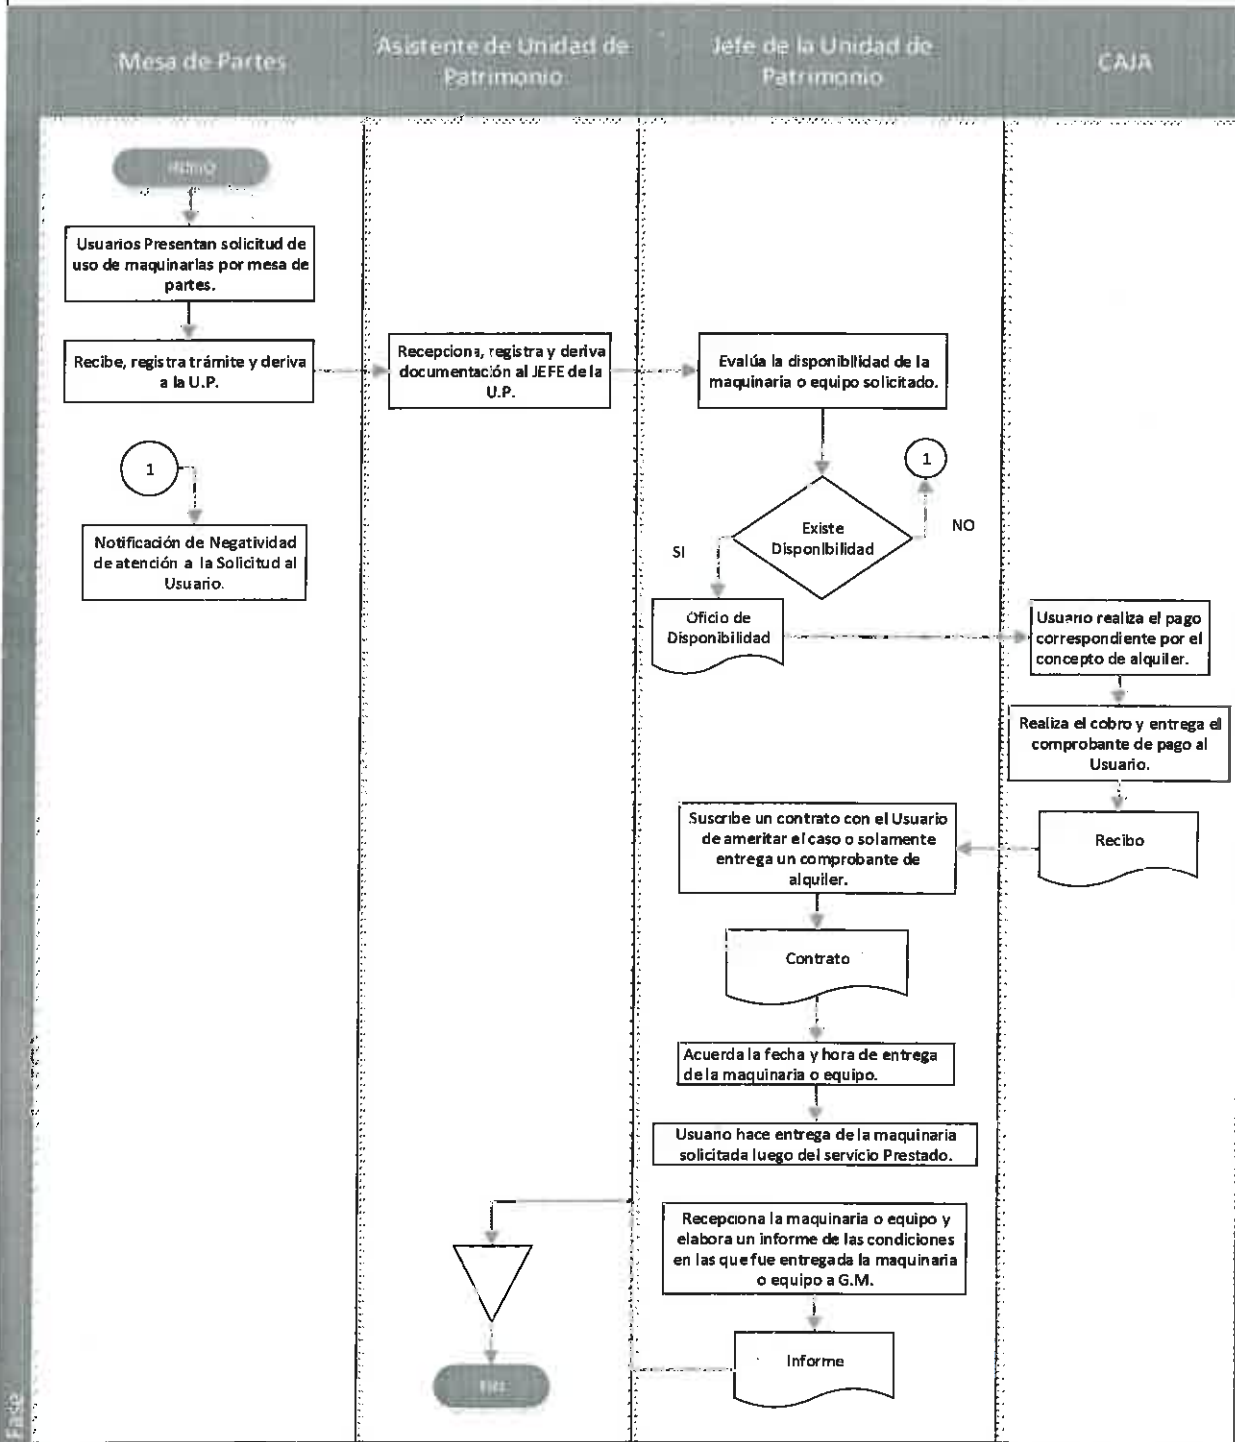 Mesa de Partes
Asistente de Unidad de
Patrimonio
Jefe de la Unidad de
Patrimonio
CAJA
INICIO
Usuarios Presentan solicitud de
uso de maquinarias por mesa de
partes.
Recibe, registra trámite y deriva
a la U.P.
Recepciona, registra y deriva
documentación al JEFE de la
U.P.
Evalúa la disponibilidad de la
maquinaria o equipo solicitado.
1
Notificación de Negatividad
de atención a la Solicitud al
Usuario.
1
Existe
Disponibilidad
NO
SI
Oficio de
Disponibilidad
Usuario realiza el pago
correspondiente por el
concepto de alquiler.
Realiza el cobro y entrega el
comprobante de pago al
Usuario.
Recibo
Suscribe un contrato con el Usuario
de ameritar el caso o solamente
entrega un comprobante de
alquiler.
Contrato
Acuerda la fecha y hora de entrega
de la maquinaria o equipo.
Usuario hace entrega de la maquinaria
solicitada luego del servicio Prestado.
Recepciona la maquinaria o equipo y
elabora un informe de las condiciones
en las que fue entregada la maquinaria
o equipo a G.M.
Informe
FIN
Fase